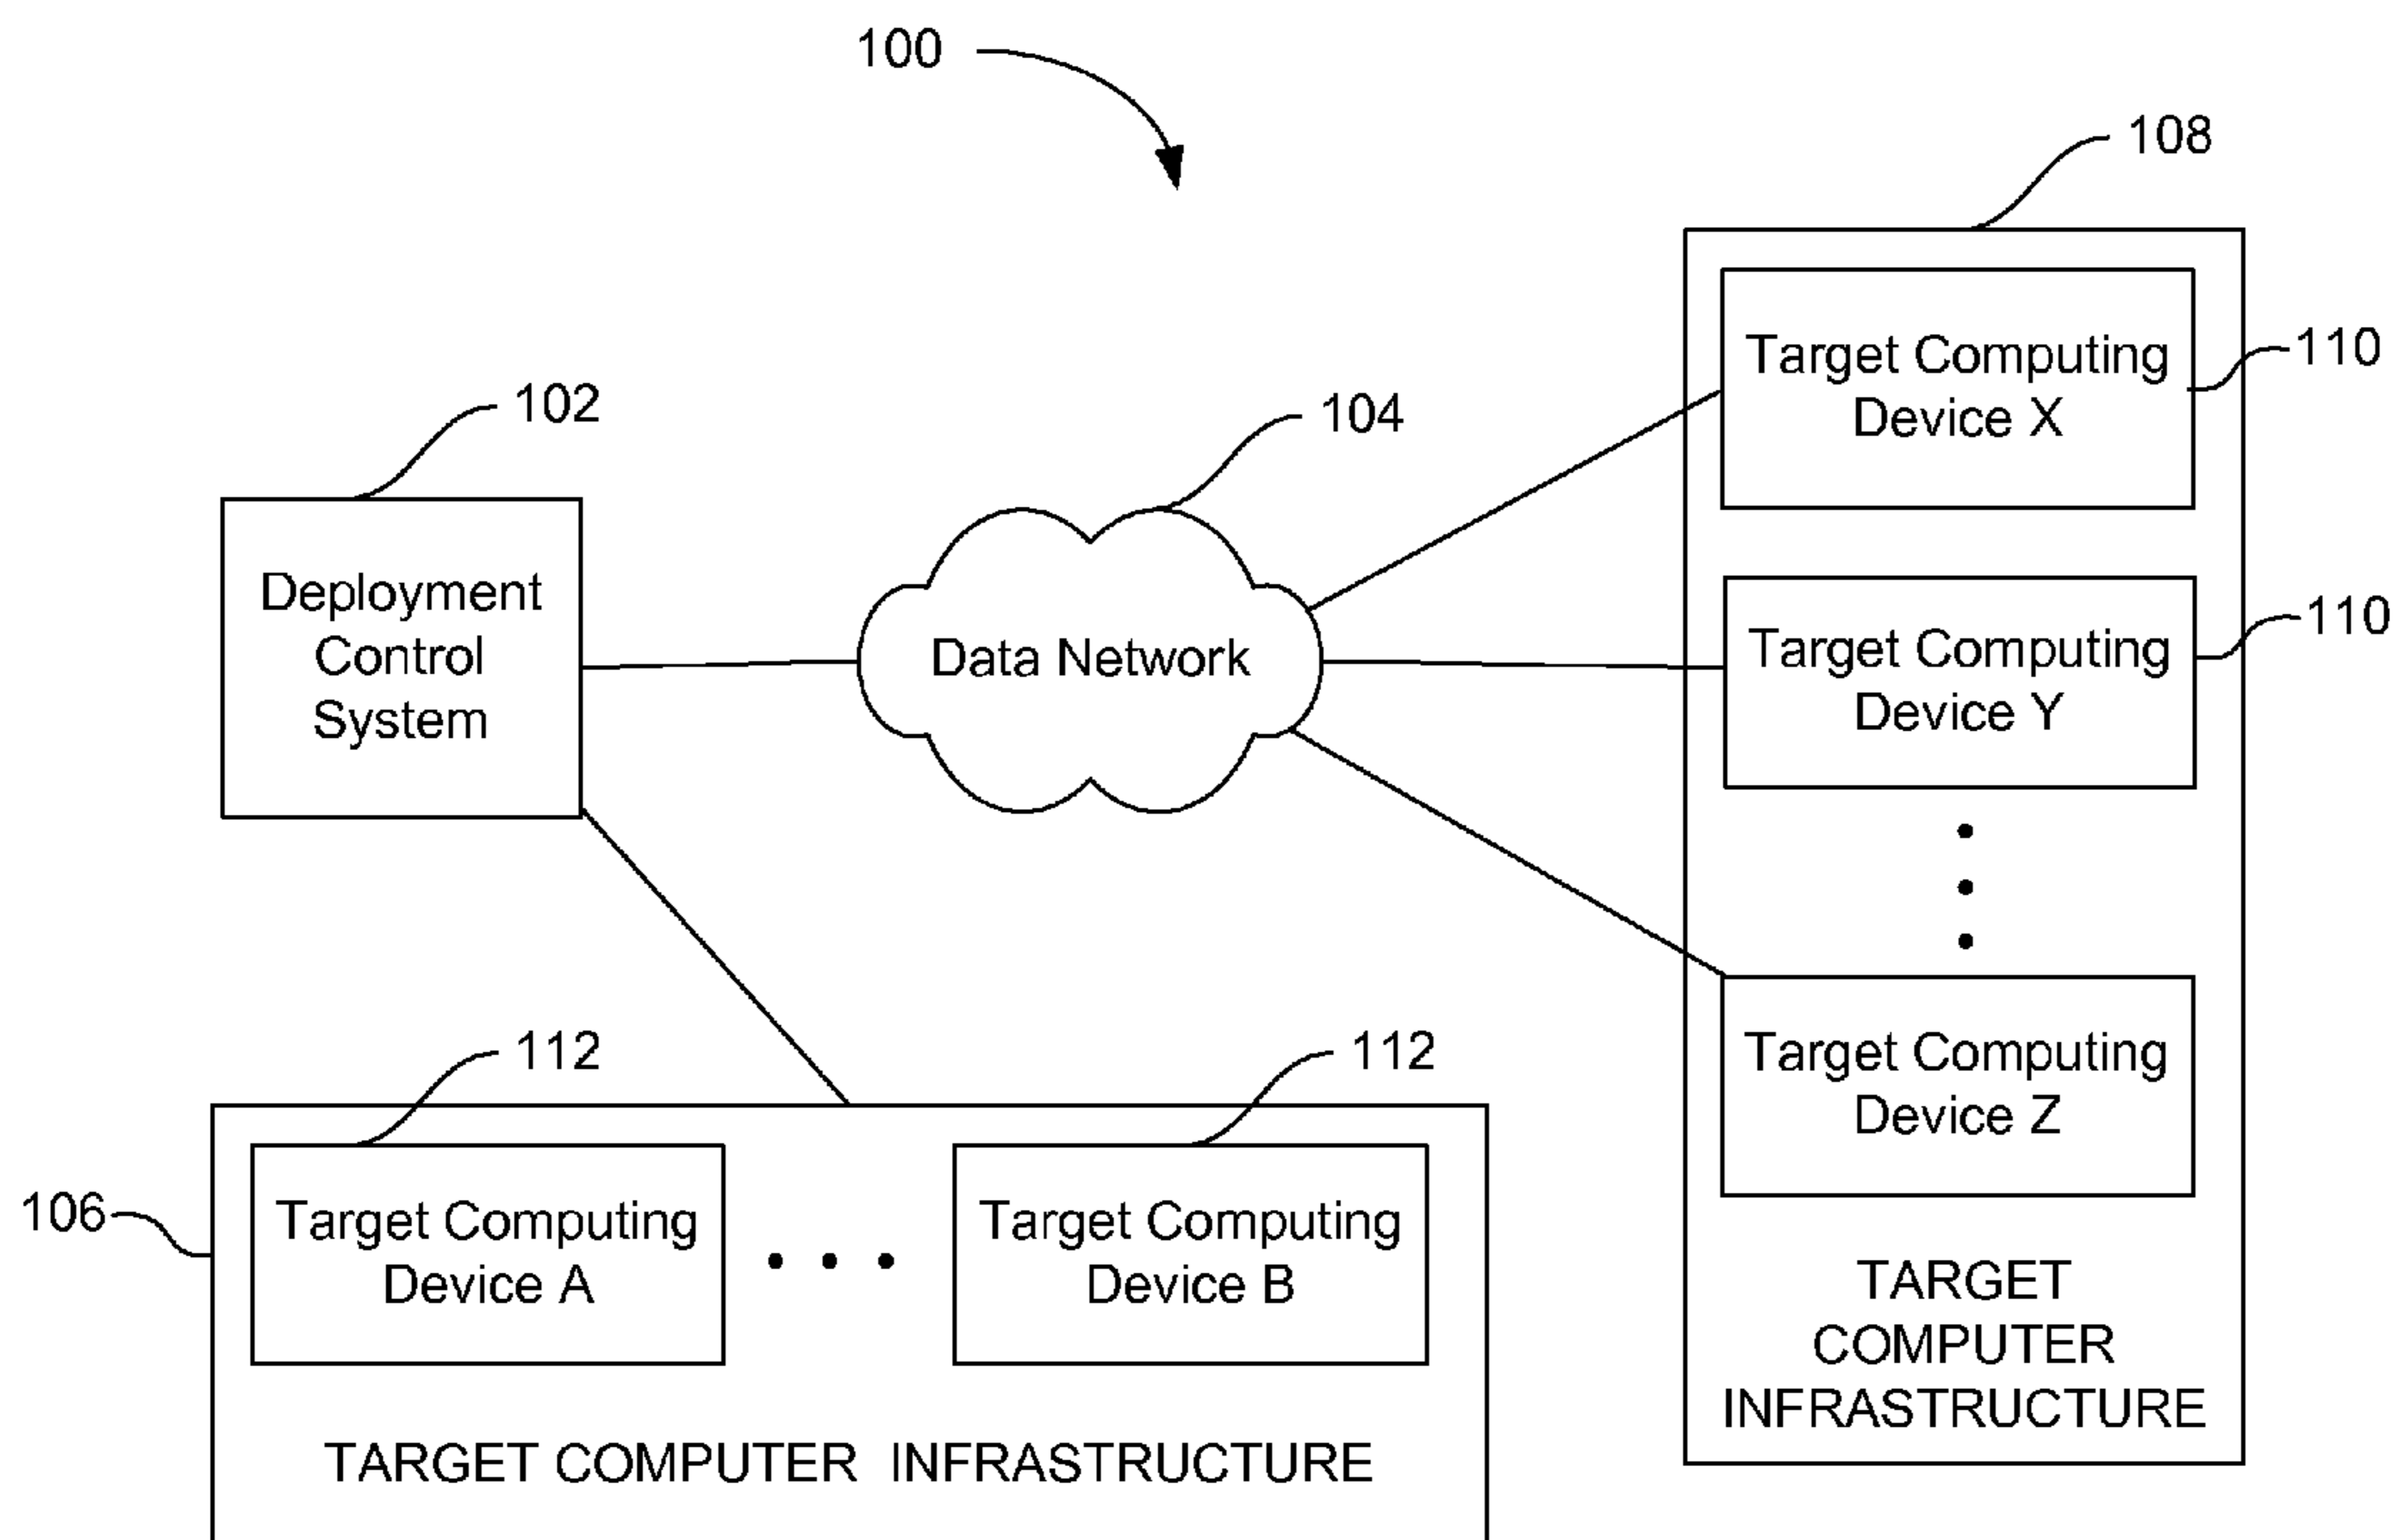 100
108
Target Computing
Device X
110
102
104
Deployment
Control
System
Data Network
Target Computing
Device Y
110
Target Computing
Device Z
112
112
106
Target Computing
Device A
Target Computing
Device B
TARGET
COMPUTER
INFRASTRUCTURE
TARGET COMPUTER INFRASTRUCTURE